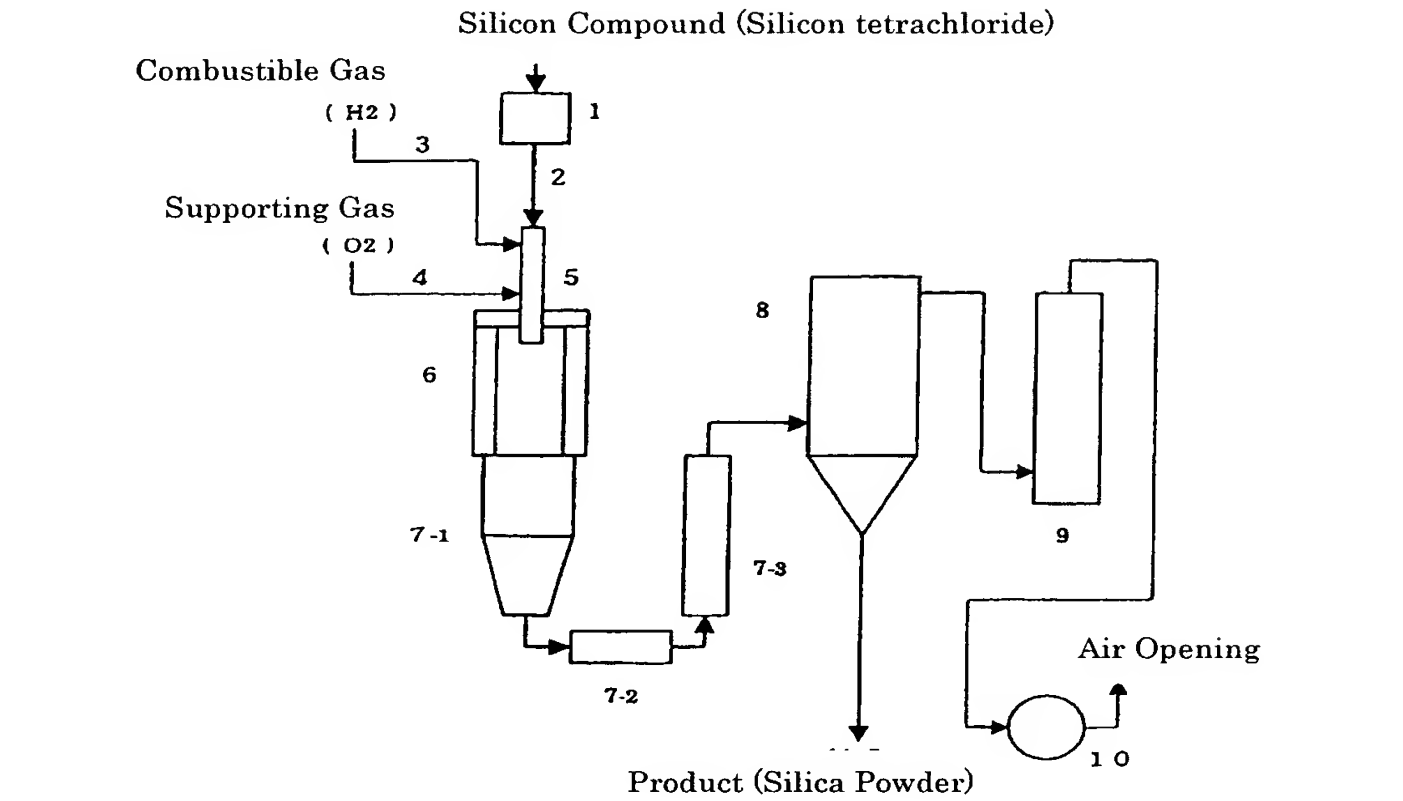 Silicon Compound (Silicon tetrachloride)
Combustible Gas
( H2 )
1
3
2
Supporting Gas
( O2 )
4
5
8
6
9
7-1
7-3
Air Opening
7-2
1 0
Product (Silica Powder)